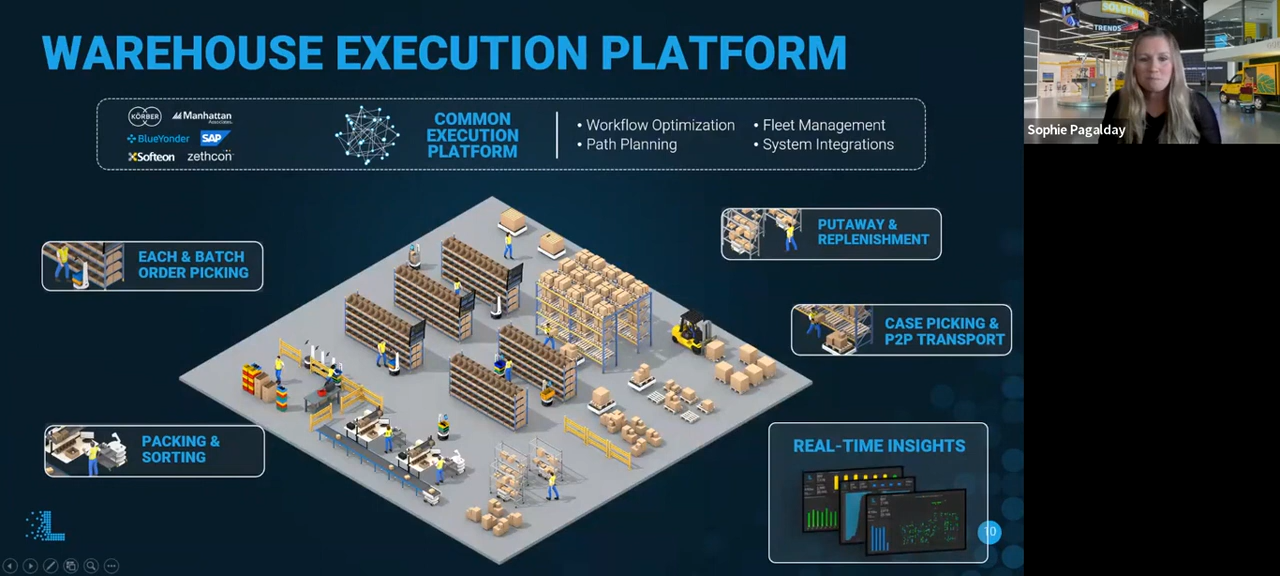 WAREHOUSE EXECUTION PLATFORM
KÖRBER
Manhattan
Associates
BlueYonder
SAP
Softeon
zethcon
COMMON
EXECUTION
PLATFORM
• Workflow Optimization
• Path Planning
• Fleet Management
• System Integrations
EACH & BATCH
ORDER PICKING
PUTAWAY &
REPLENISHMENT
CASE PICKING &
P2P TRANSPORT
PACKING &
SORTING
REAL-TIME INSIGHTS
10
SOLUTION
TRENDS
Sophie Pagalday